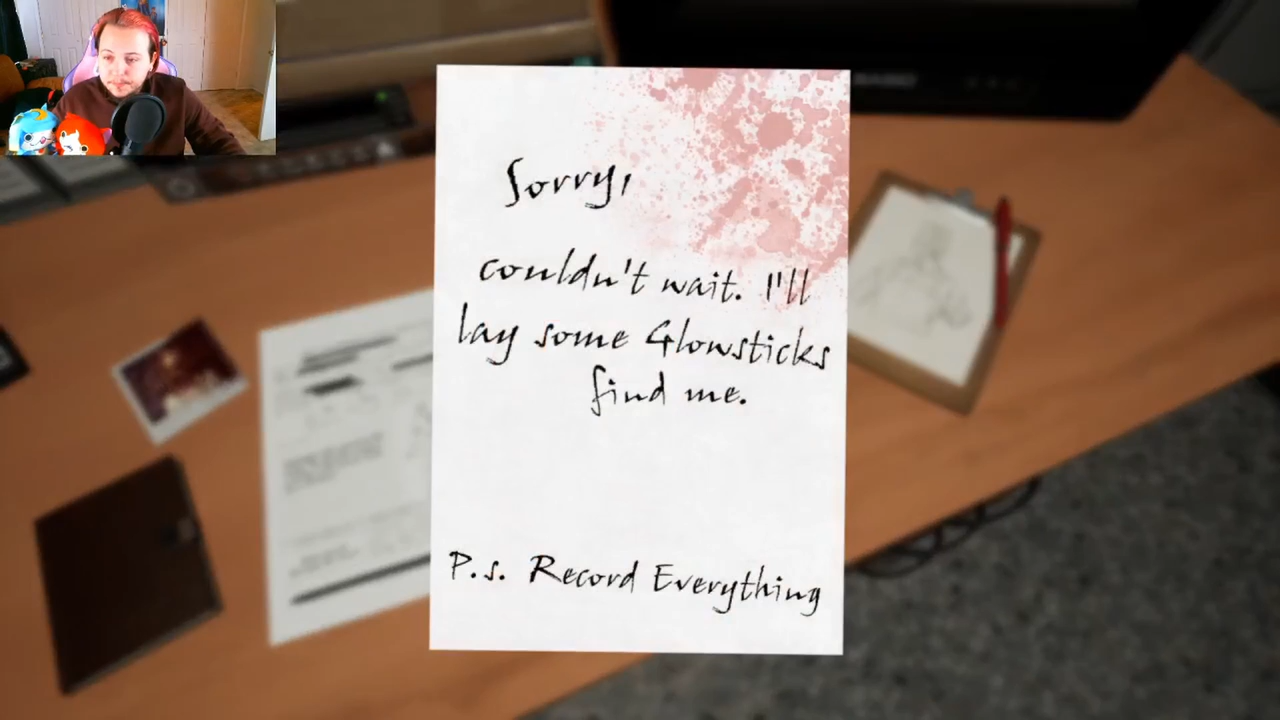 Sorry,
couldn't wait. I'll
lay some Glowsticks
find me.
P.s. Record Everything